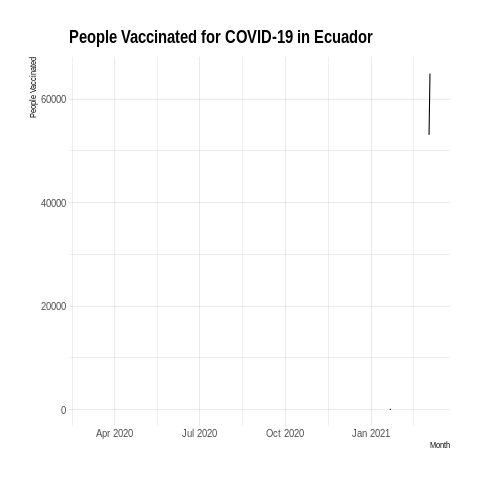 People Vaccinated for COVID-19 in Ecuador
People Vaccinated
60000
40000
20000
0
Apr 2020
Jul 2020
Oct 2020
Jan 2021
Month